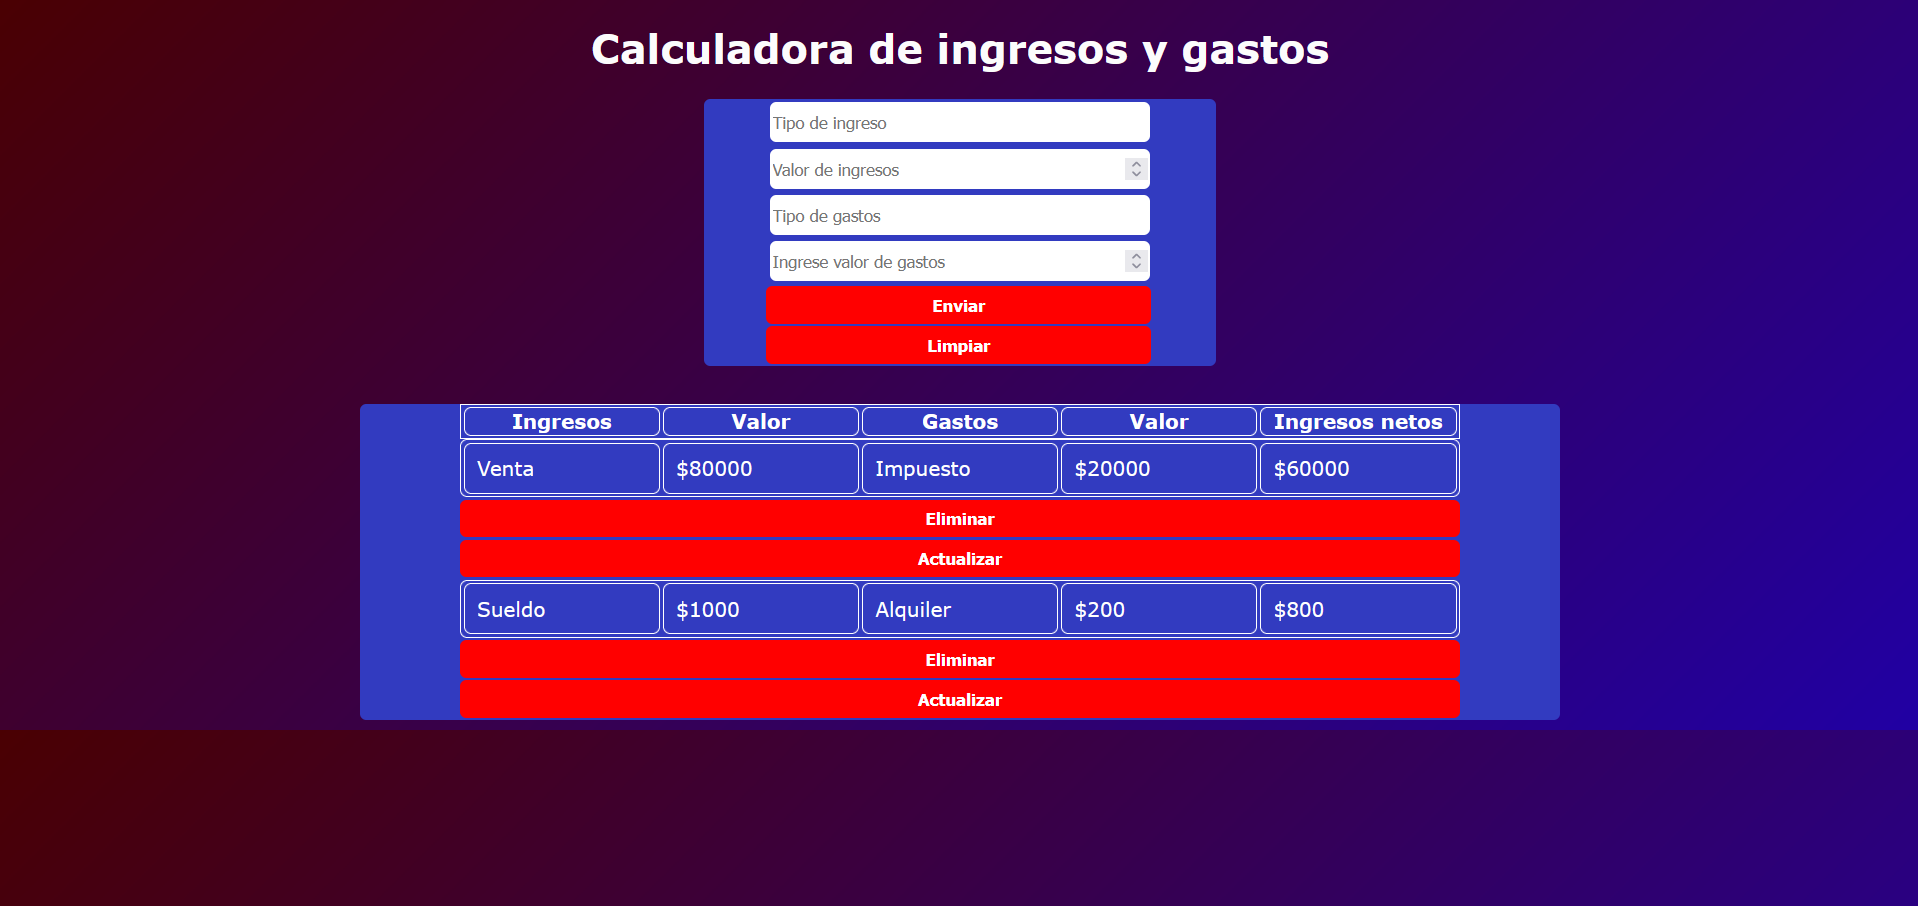 Calculadora de ingresos y gastos
Tipo de ingreso
Valor de ingresos
Tipo de gastos
Ingrese valor de gastos
Enviar
Limpiar
Ingresos Valor Gastos Valor Ingresos netos
Venta $80000 Impuesto $20000 $60000
Eliminar
Actualizar
Sueldo $1000 Alquiler $200 $800
Eliminar
Actualizar